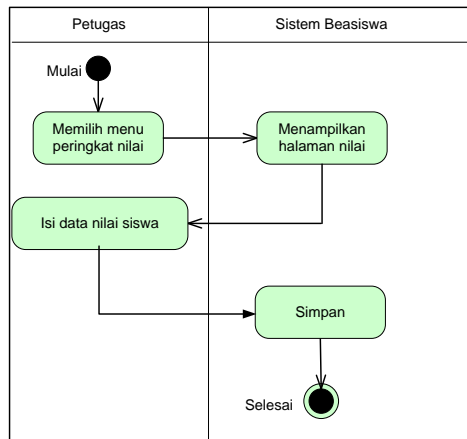 Petugas
Sistem Beasiswa
Mulai
Memilih menu
peringkat nilai
Menampilkan
halaman nilai
Isi data nilai siswa
Simpan
Selesai